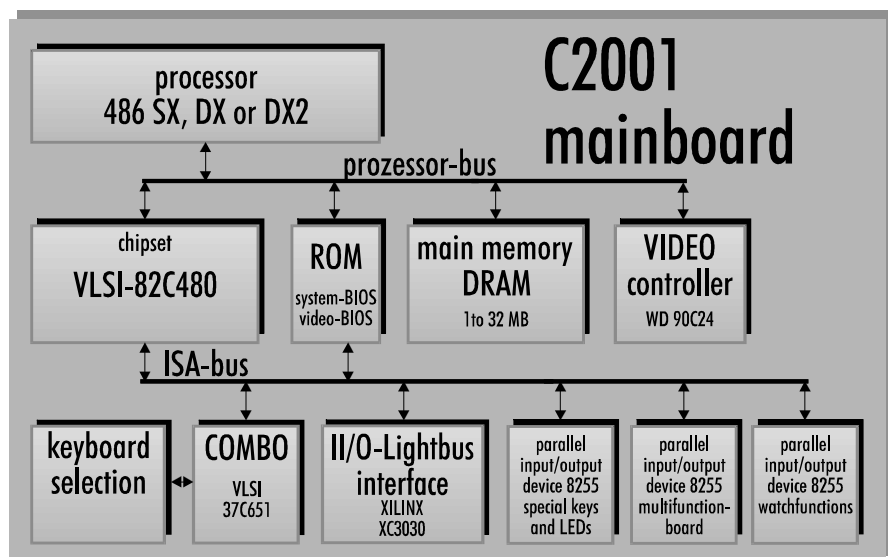 C2001
mainboard
processor
486 SX, DX or DX2
prozessor-bus
chipset
VLSI-82C480
ROM
system-BIOS
video-BIOS
main memory
DRAM
1to 32 MB
VIDEO
controller
WD 90C24
ISA-bus
keyboard
selection
COMBO
VLSI
37C651
II/O-Lightbus
interface
XILINX
XC3030
parallel
input/output
device 8255
special keys
and LEDs
parallel
input/output
device 8255
multifunction-
board
parallel
input/output
device 8255
watchfunctions